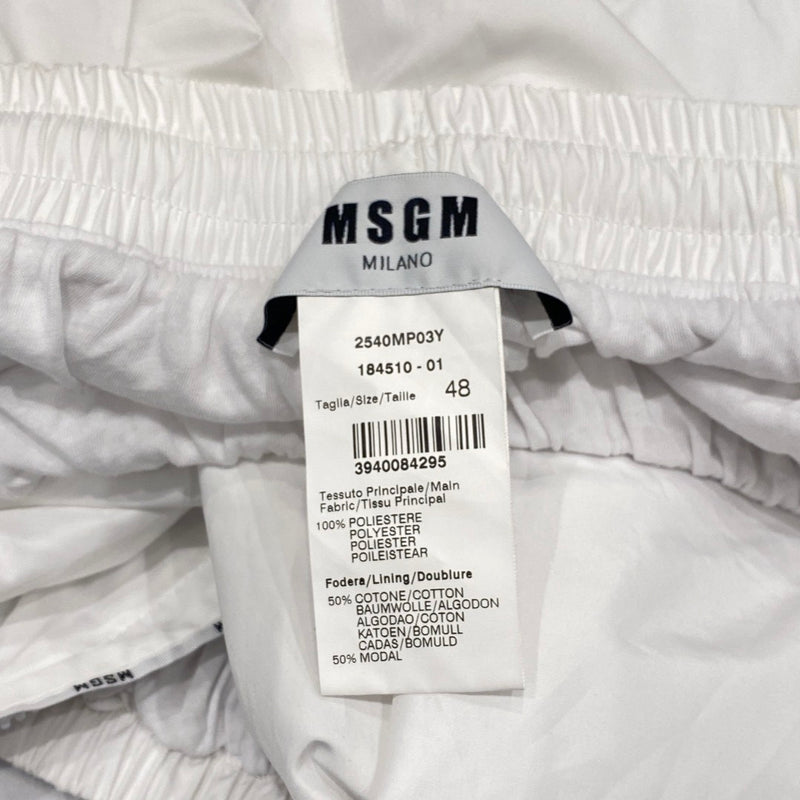 MSGM
MILANO
2540MP03Y
184510 - 01
Taglia/Size/Taille 48
3940084295
Tessuto Principale/Main
Fabric/Tissu Principal
100% POLIESTERE
POLYESTER
POLIESTER
POILEISTEAR
Fodera/Lining/Doublure
50% COTONE/COTTON
BAUMWOLLE/ALGODON
ALGODAO/COTON
KATOEN/BOMULL
CADAS/BOMULD
50% MODAL
MSGM